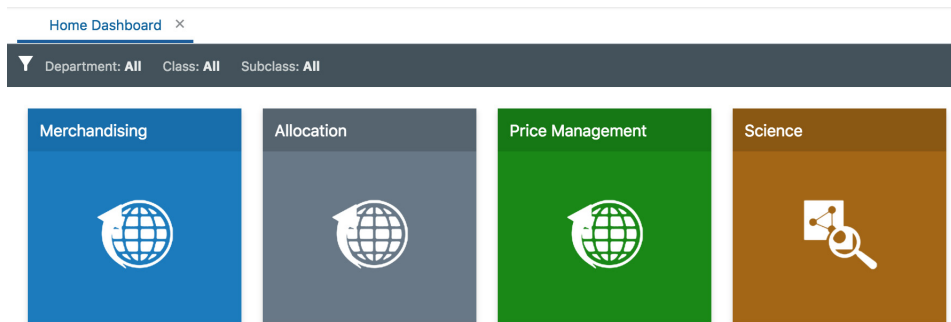 Home Dashboard ×
Department: All Class: All Subclass: All
Merchandising
Allocation
Price Management
Science